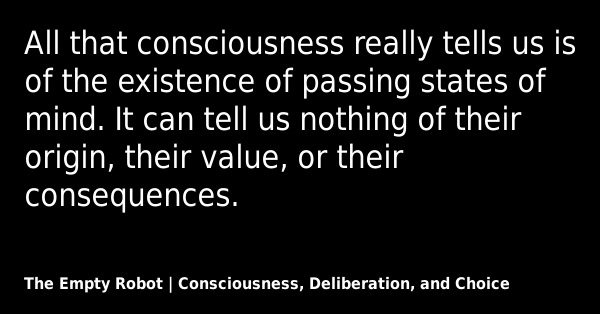 All that consciousness really tells us is
of the existence of passing states of
mind. It can tell us nothing of their
origin, their value, or their
consequences.
The Empty Robot | Consciousness, Deliberation, and Choice